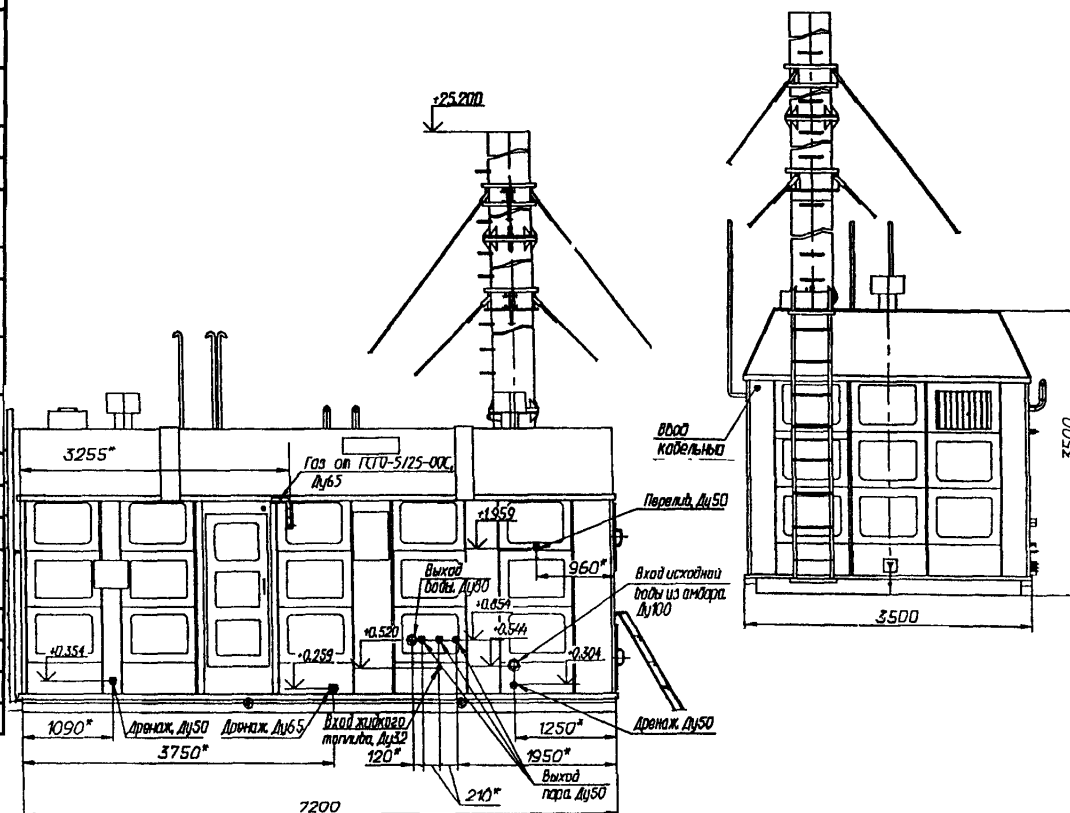 +25.200
3255*
Газ от ГСГО-5/25-00С,
Ду65
Ввод
кабельный
3500
Перелив, Ду50
+1.959
960*
Выход
воды, Ду80
Вход исходной
воды из амбара
Ду100
+0.854
+0.520
+0.544
+0.354
+0.259
+0.304
3500
1090*
Дренаж, Ду50
Дренаж, Ду65
Вход жидкого
топлива, Ду32
1250*
Дренаж, Ду50
3750*
120*
1950*
210*
Выход
пара Ду50
7200